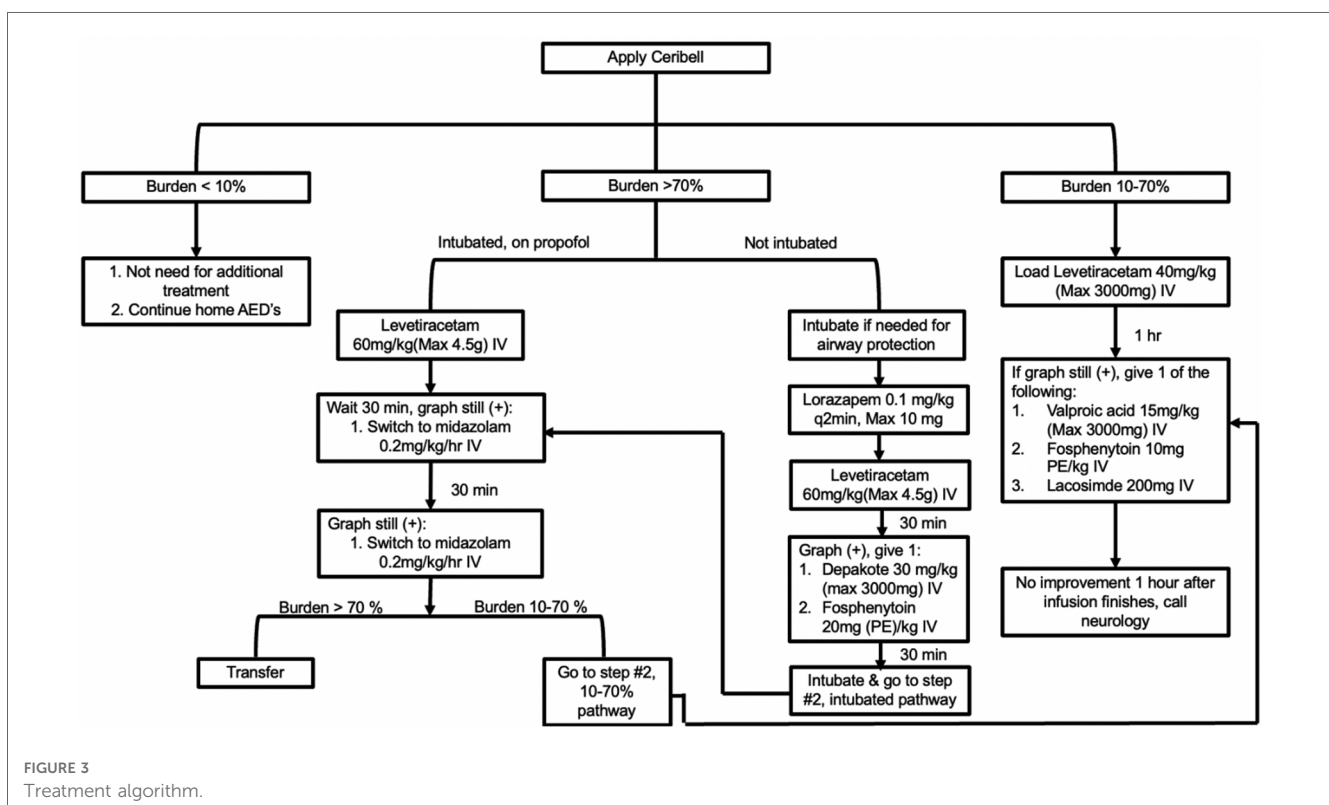 Apply Ceribell
Burden < 10%
Burden >70%
Burden 10-70%
Intubated, on propofol
Not intubated
1. Not need for additional
treatment
2. Continue home AED's
Levetiracetam
60mg/kg(Max 4.5g) IV
Wait 30 min, graph still (+):
1. Switch to midazolam
0.2mg/kg/hr IV
30 min
Graph still (+):
1. Switch to midazolam
0.2mg/kg/hr IV
Burden > 70 %
Burden 10-70 %
Transfer
Go to step #2,
10-70%
pathway
Intubate if needed for
airway protection
Lorazapem 0.1 mg/kg
q2min, Max 10 mg
Levetiracetam
60mg/kg(Max 4.5g) IV
30 min
Graph (+), give 1:
1. Depakote 30 mg/kg
(max 3000mg) IV
2. Fosphenytoin
20mg (PE)/kg IV
30 min
Intubate & go to step
#2, intubated pathway
Load Levetiracetam 40mg/kg
(Max 3000mg) IV
1 hr
If graph still (+), give 1 of the
following:
1. Valproic acid 15mg/kg
(Max 3000mg) IV
2. Fosphenytoin 10mg
PE/kg IV
3. Lacosimde 200mg IV
No improvement 1 hour after
infusion finishes, call
neurology
FIGURE 3
Treatment algorithm.